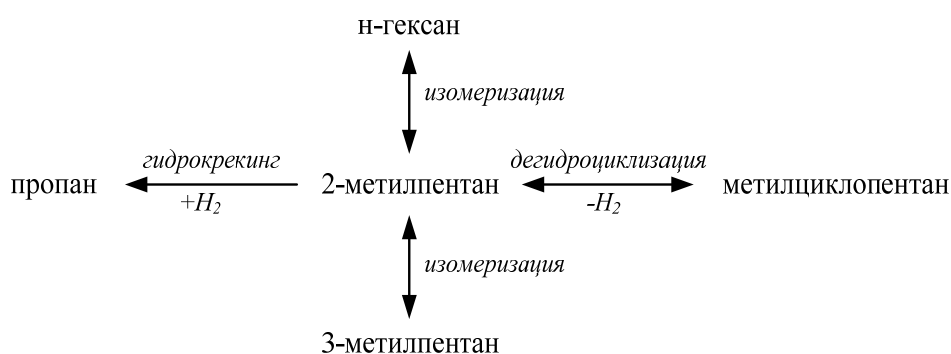 н-гексан
изомеризация
гидрокрекинг
дегидроциклизация
пропан
2-метилпентан
метилциклопентан
+H2
-H2
изомеризация
3-метилпентан